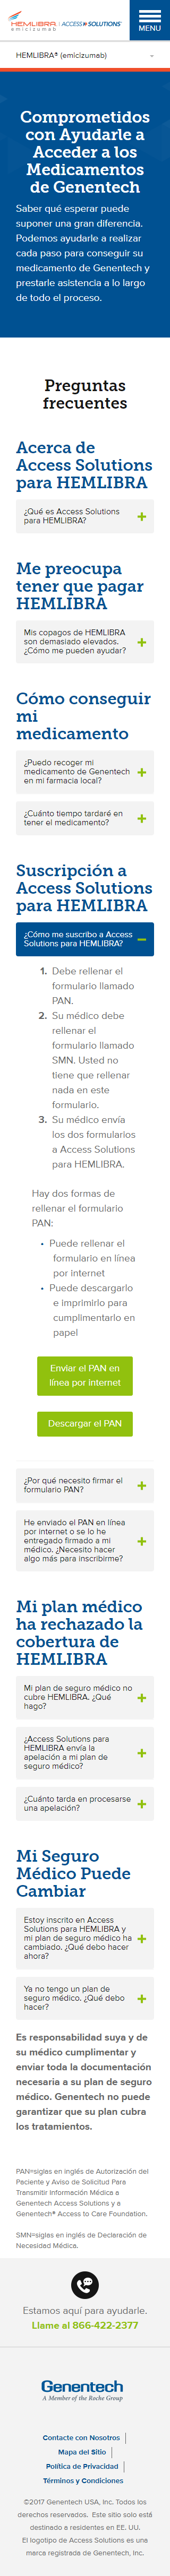 HEMLIBRA®
emicizumab
ACCESS SOLUTIONS®
MENU
HEMLIBRA® (emicizumab)
Comprometidos
con Ayudarle a
Acceder a los
Medicamentos
de Genentech
Saber qué esperar puede
suponer una gran diferencia.
Podemos ayudarle a realizar
cada paso para conseguir su
medicamento de Genentech y
prestarle asistencia a lo largo
de todo el proceso.
Preguntas
frecuentes
Acerca de
Access Solutions
para HEMLIBRA
¿Qué es Access Solutions
para HEMLIBRA?
Me preocupa
tener que pagar
HEMLIBRA
Mis copagos de HEMLIBRA
son demasiado elevados.
¿Cómo me pueden ayudar?
Cómo conseguir
mi
medicamento
¿Puedo recoger mi
medicamento de Genentech
en mi farmacia local?
¿Cuánto tiempo tardaré en
tener el medicamento?
Suscripción a
Access Solutions
para HEMLIBRA
¿Cómo me suscribo a Access
Solutions para HEMLIBRA?
1. Debe rellenar el
formulario llamado
PAN.
2. Su médico debe
rellenar el
formulario llamado
SMN. Usted no
tiene que rellenar
nada en este
formulario.
3. Su médico envía
los dos formularios
a Access Solutions
para HEMLIBRA.
Hay dos formas de
rellenar el formulario
PAN:
• Puede rellenar el
formulario en línea
por internet
• Puede descargarlo
e imprimirlo para
cumplimentarlo en
papel
Enviar el PAN en
línea por internet
Descargar el PAN
¿Por qué necesito firmar el
formulario PAN?
He enviado el PAN en línea
por internet o se lo he
entregado firmado a mi
médico. ¿Necesito hacer
algo más para inscribirme?
Mi plan médico
ha rechazado la
cobertura de
HEMLIBRA
Mi plan de seguro médico no
cubre HEMLIBRA. ¿Qué
hago?
¿Access Solutions para
HEMLIBRA envía la
apelación a mi plan de
seguro médico?
¿Cuánto tarda en procesarse
una apelación?
Mi Seguro
Médico Puede
Cambiar
Estoy inscrito en Access
Solutions para HEMLIBRA y
mi plan de seguro médico ha
cambiado. ¿Qué debo hacer
ahora?
Ya no tengo un plan de
seguro médico. ¿Qué debo
hacer?
Es responsabilidad suya y de
su médico cumplimentar y
enviar toda la documentación
necesaria a su plan de seguro
médico. Genentech no puede
garantizar que su plan cubra
los tratamientos.
PAN=siglas en inglés de Autorización del
Paciente y Aviso de Solicitud Para
Transmitir Información Médica a
Genentech Access Solutions y a
Genentech® Access to Care Foundation.
SMN=siglas en inglés de Declaración de
Necesidad Médica.
Estamos aquí para ayudarle.
Llame al 866-422-2377
Genentech
A Member of the Roche Group
Contacte con Nosotros
Mapa del Sitio
Política de Privacidad
Términos y Condiciones
©2017 Genentech USA, Inc. Todos los
derechos reservados. Este sitio solo está
destinado a residentes en EE. UU.
El logotipo de Access Solutions es una
marca registrada de Genentech, Inc.